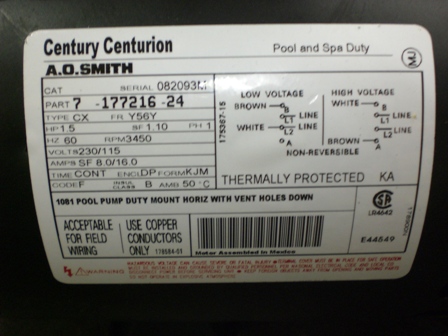 Century Centurion
Pool and Spa Duty
A.O.SMITH
CAT
SERIAL 082093M
PART 7 -177216-24
TYPE CX FR Y56Y
HP 1.5 SF 1.10 PH 1
HZ 60 RPM 3450
VOLTS 230/115
AMPS SF 8.0/16.0
TIME CONT ENCL DP FORM KJM
CODE F INSUL CLASS B AMB 50 °C
175367-15
LOW VOLTAGE HIGH VOLTAGE
BROWN B WHITE B
L1 LINE L1 LINE
WHITE L2 LINE L2 LINE
A BROWN A
NON-REVERSIBLE
THERMALLY PROTECTED KA
1081 POOL PUMP DUTY MOUNT HORIZ WITH VENT HOLES DOWN
ACCEPTABLE FOR FIELD WIRING
USE COPPER CONDUCTORS ONLY
Motor Assembled in Mexico
LR4642
E44549
WARNING